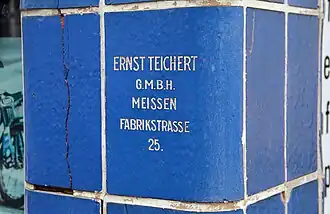 ERNST TEICHERT
G.M.B.H.
MEISSEN
FABRIKSTRASSE
25.